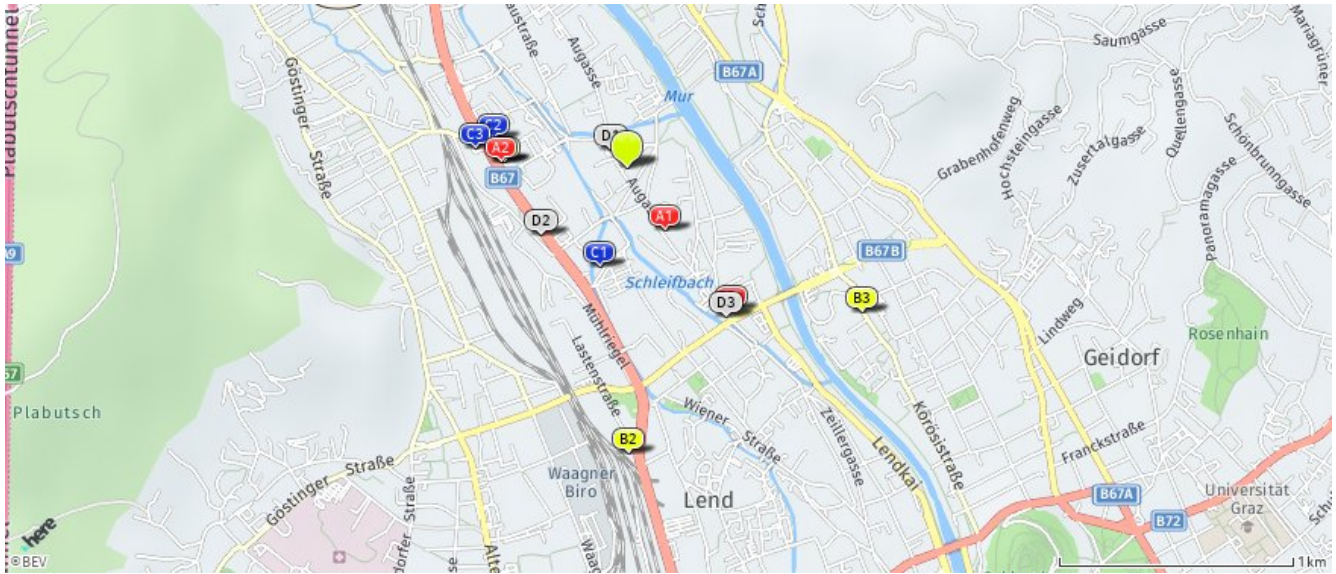 Plabutschtunnel
Göstinger Straße
Augasse
B67A
Saumgasse
Mariagrüner
Mur
Grabenhofenweg
Hochsteingasse
Zusertalgasse
Quellengasse
Schönbrunngasse
C2
C3
A2
B67
Augasse
A1
D2
C1
B67B
Panoramagasse
Schleifbach
D3
B3
Lindweg
Rosenhain
Geidorf
Mühlriegel
Lastenstraße
Plabutsch
B2
Wiener Straße
Zeillergasse
Körösistraße
Lendkai
Franckstraße
Waagner
Biro
Lend
Göstinger Straße
B67A
B72
Universität
Graz
here
©BEV
1km